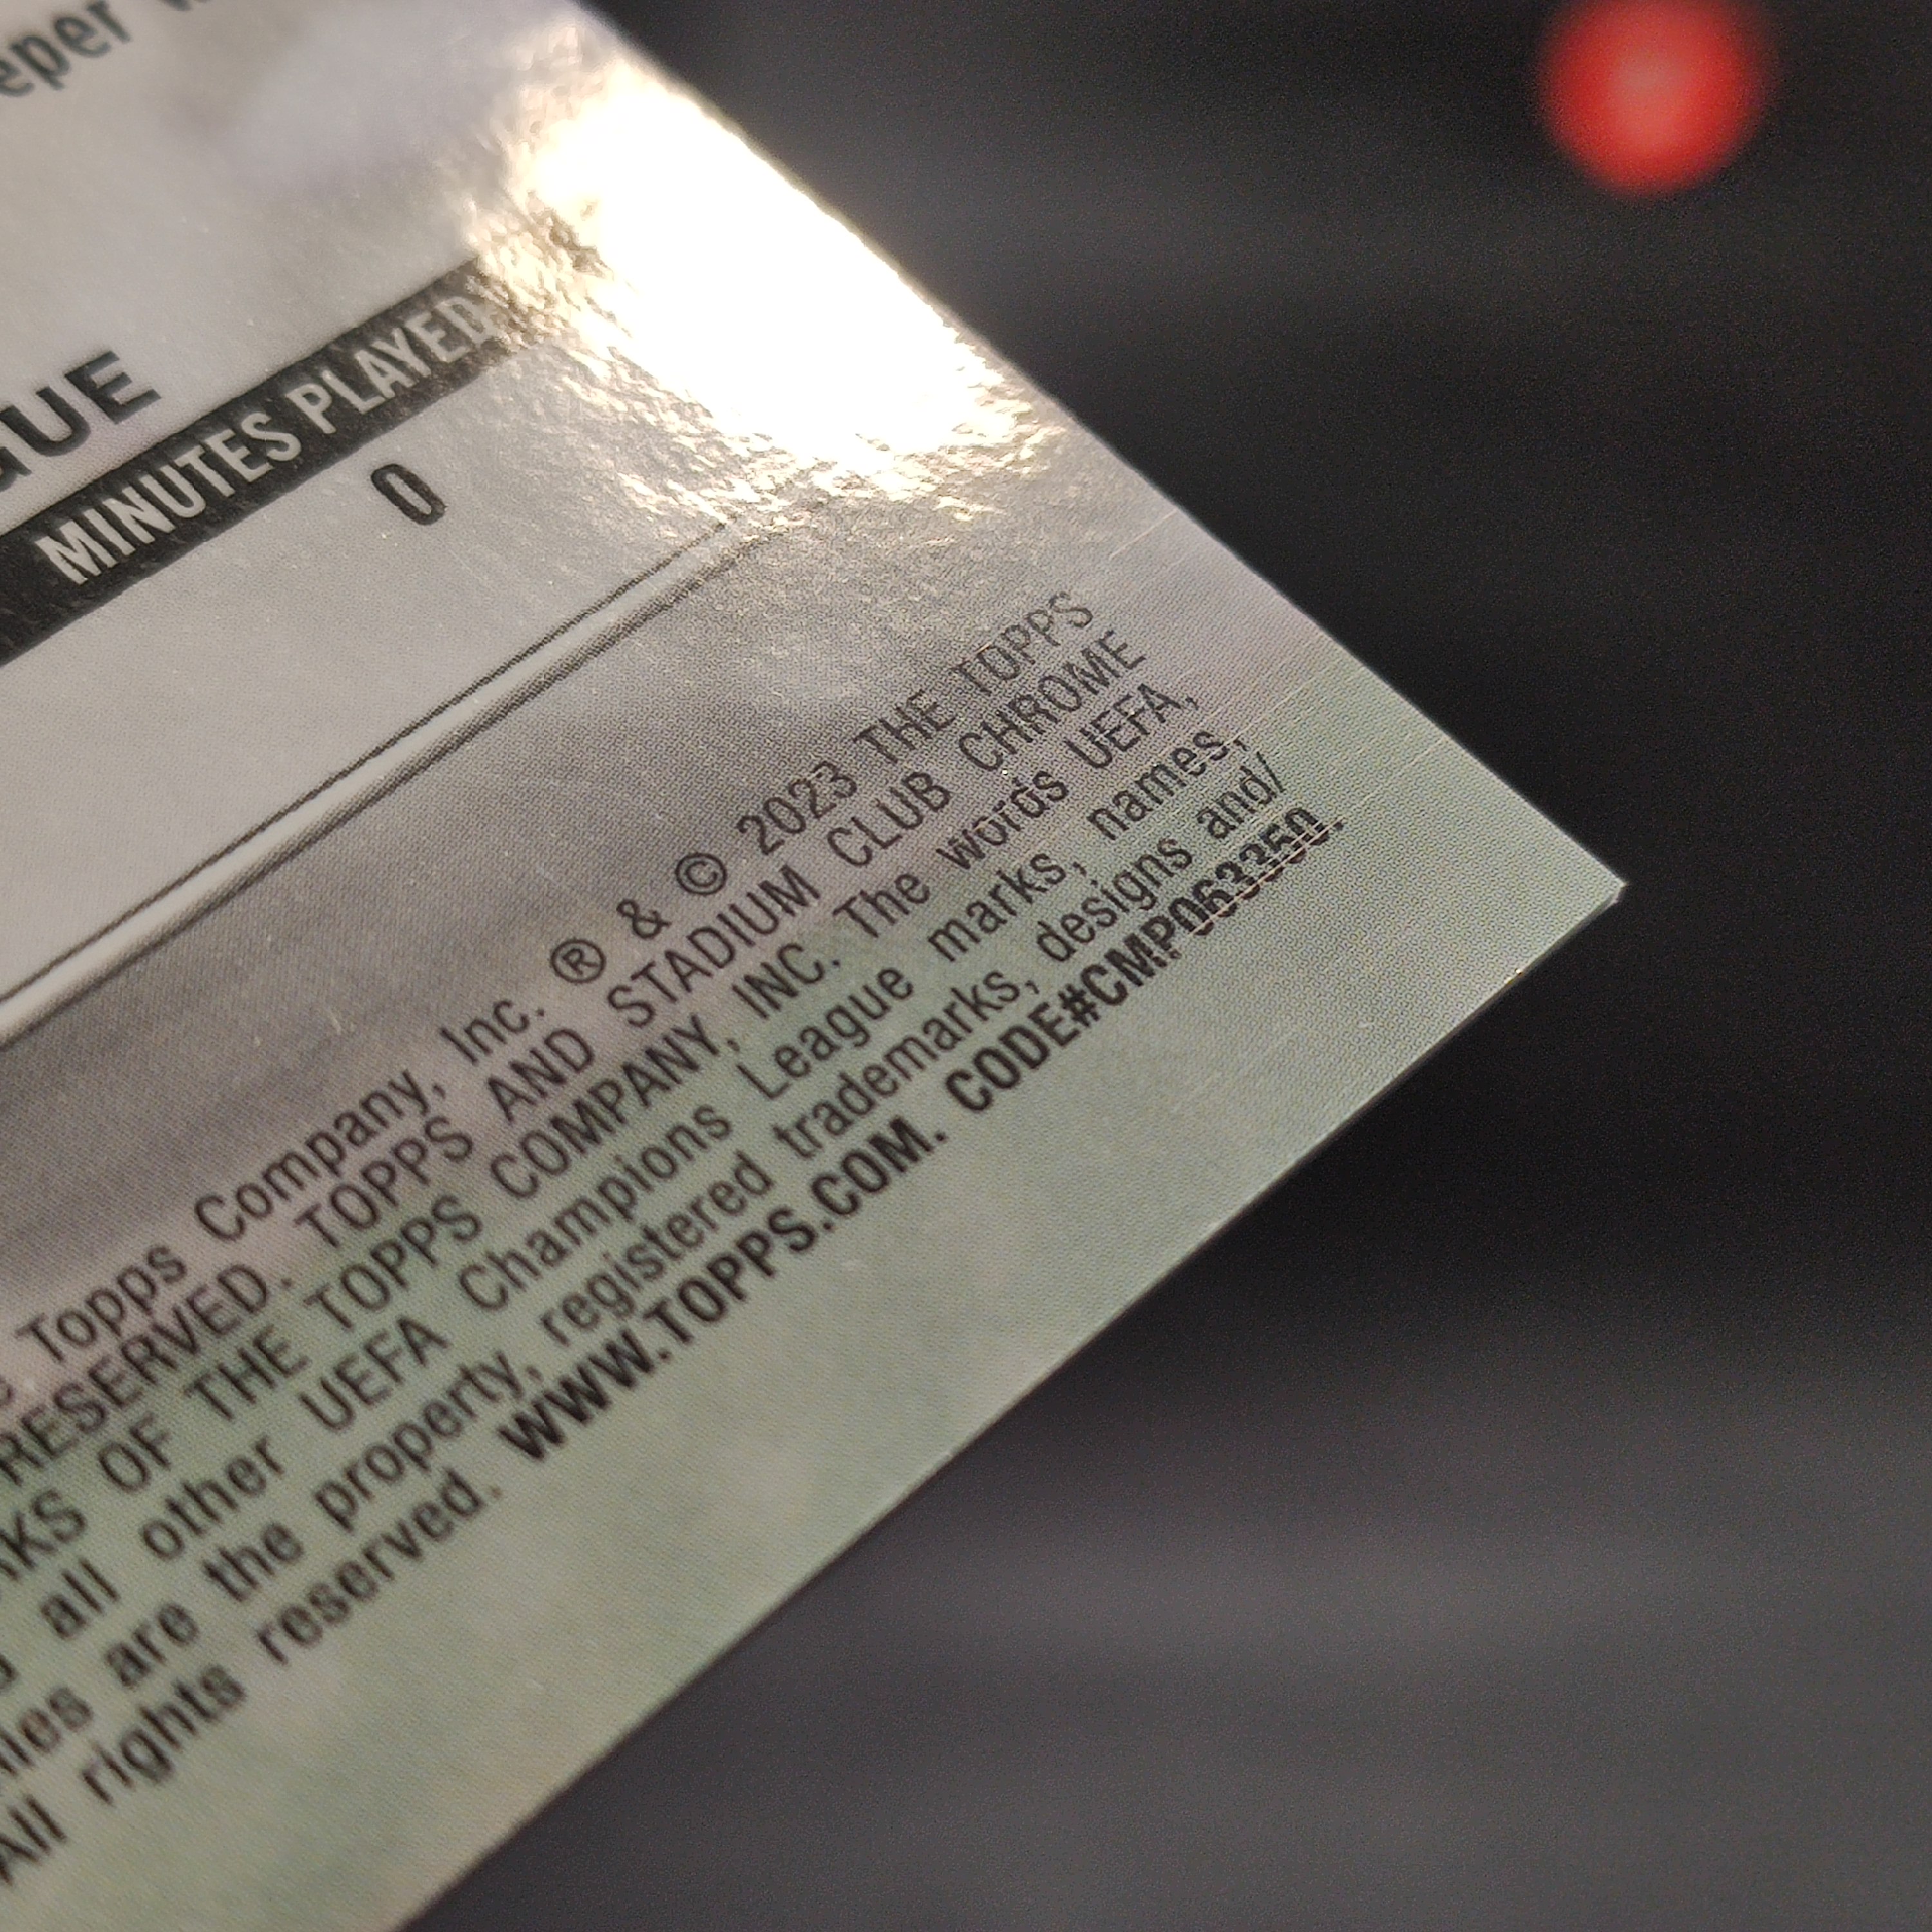 GUE
MINUTES PLAYED
0
® & © 2023 THE TOPPS
Topps Company, Inc.
RESERVED. TOPPS AND STADIUM CLUB CHROME
OF THE TOPPS COMPANY, INC. The words UEFA,
all other UEFA Champions League marks, names,
are the property, registered trademarks, designs and/
All rights reserved. WWW.TOPPS.COM. CODE#CMP063350.